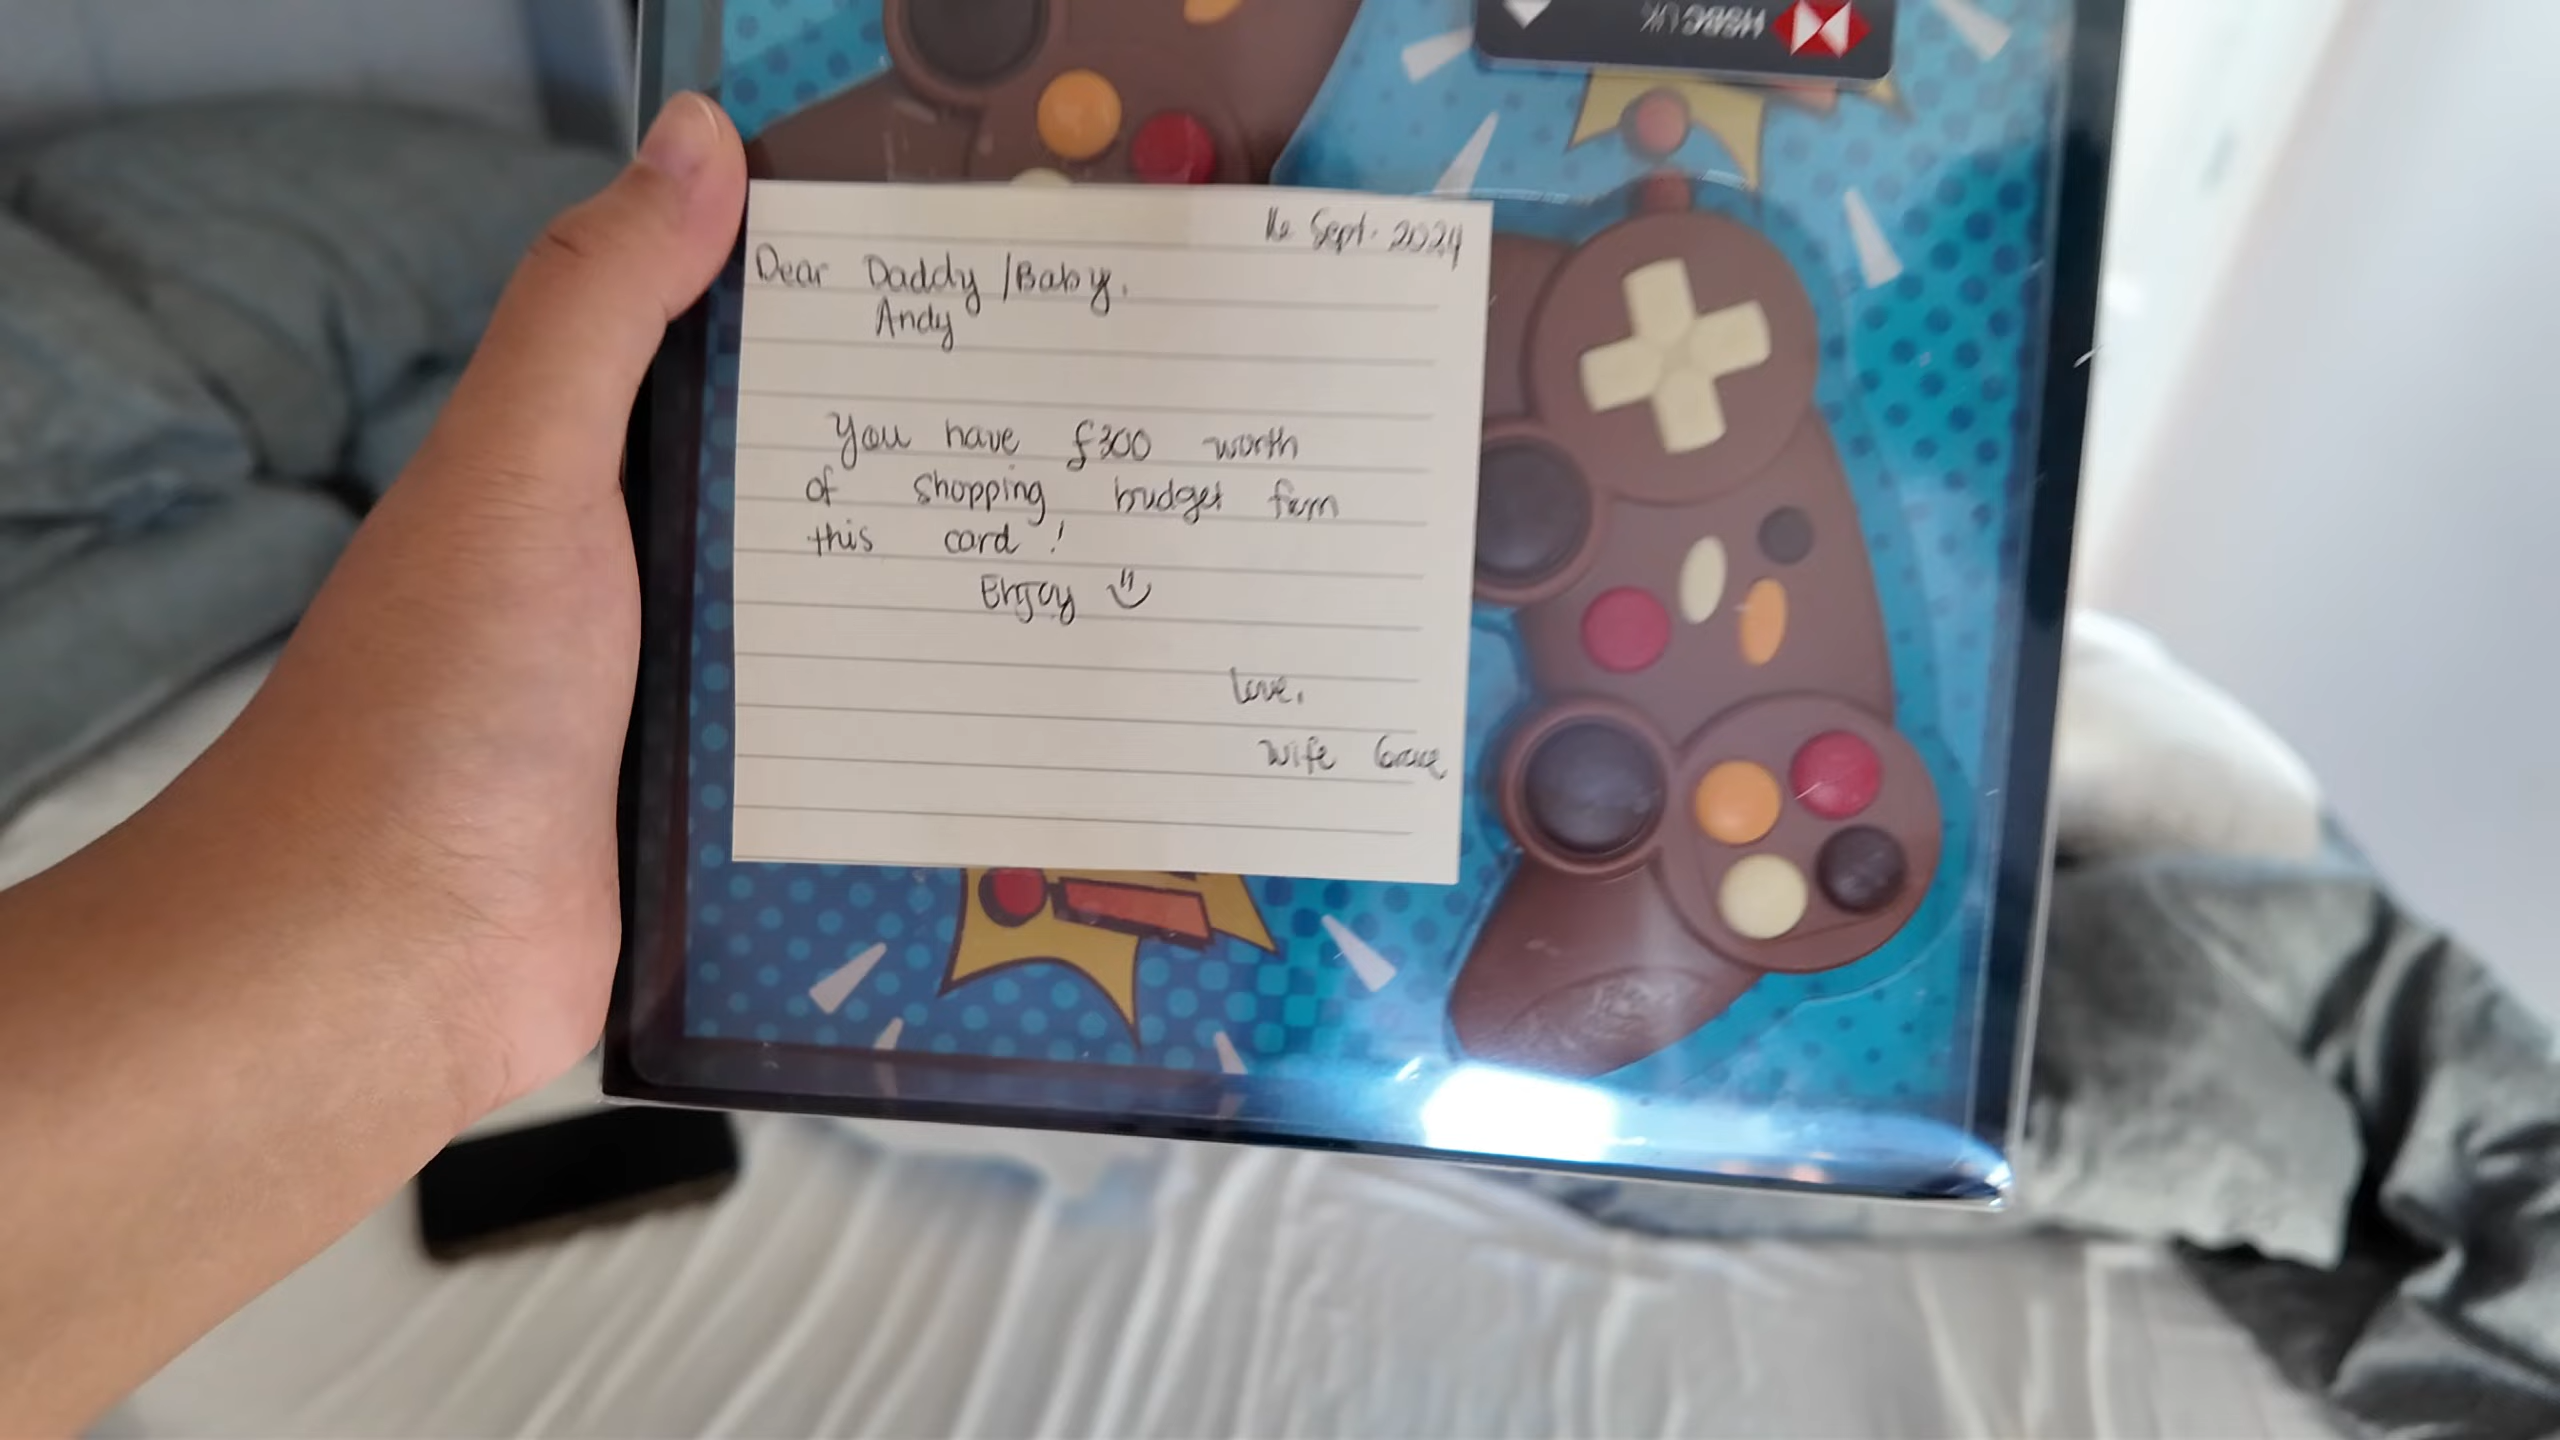 HSBC UK
16 Sept. 2024
Dear Daddy /Baby,
Andy
You have £300 worth
of shopping budget from
this card !
Enjoy
Love,
Wife Grace